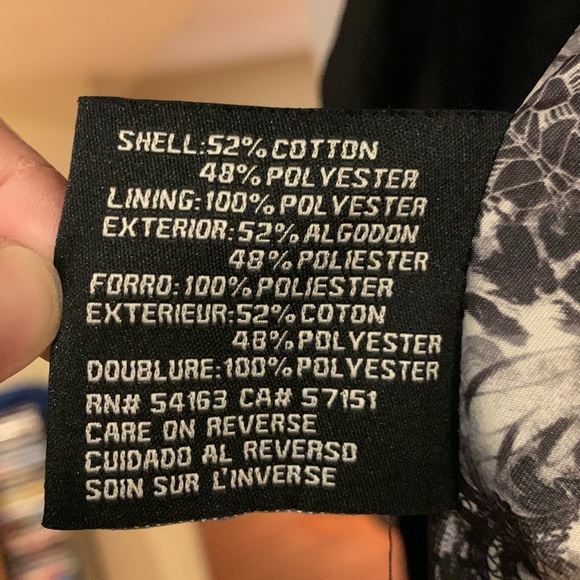 SHELL:52% COTTON
48% POLYESTER
LINING:100% POLYESTER
EXTERIOR:52% ALGODON
48% POLIESTER
FORRO:100% POLIESTER
EXTERIEUR:52% COTON
48% POLYESTER
DOUBLURE:100% POLYESTER
RN# 54163 CA# 57151
CARE ON REVERSE
CUIDADO AL REVERSO
SOIN SUR L'INVERSE